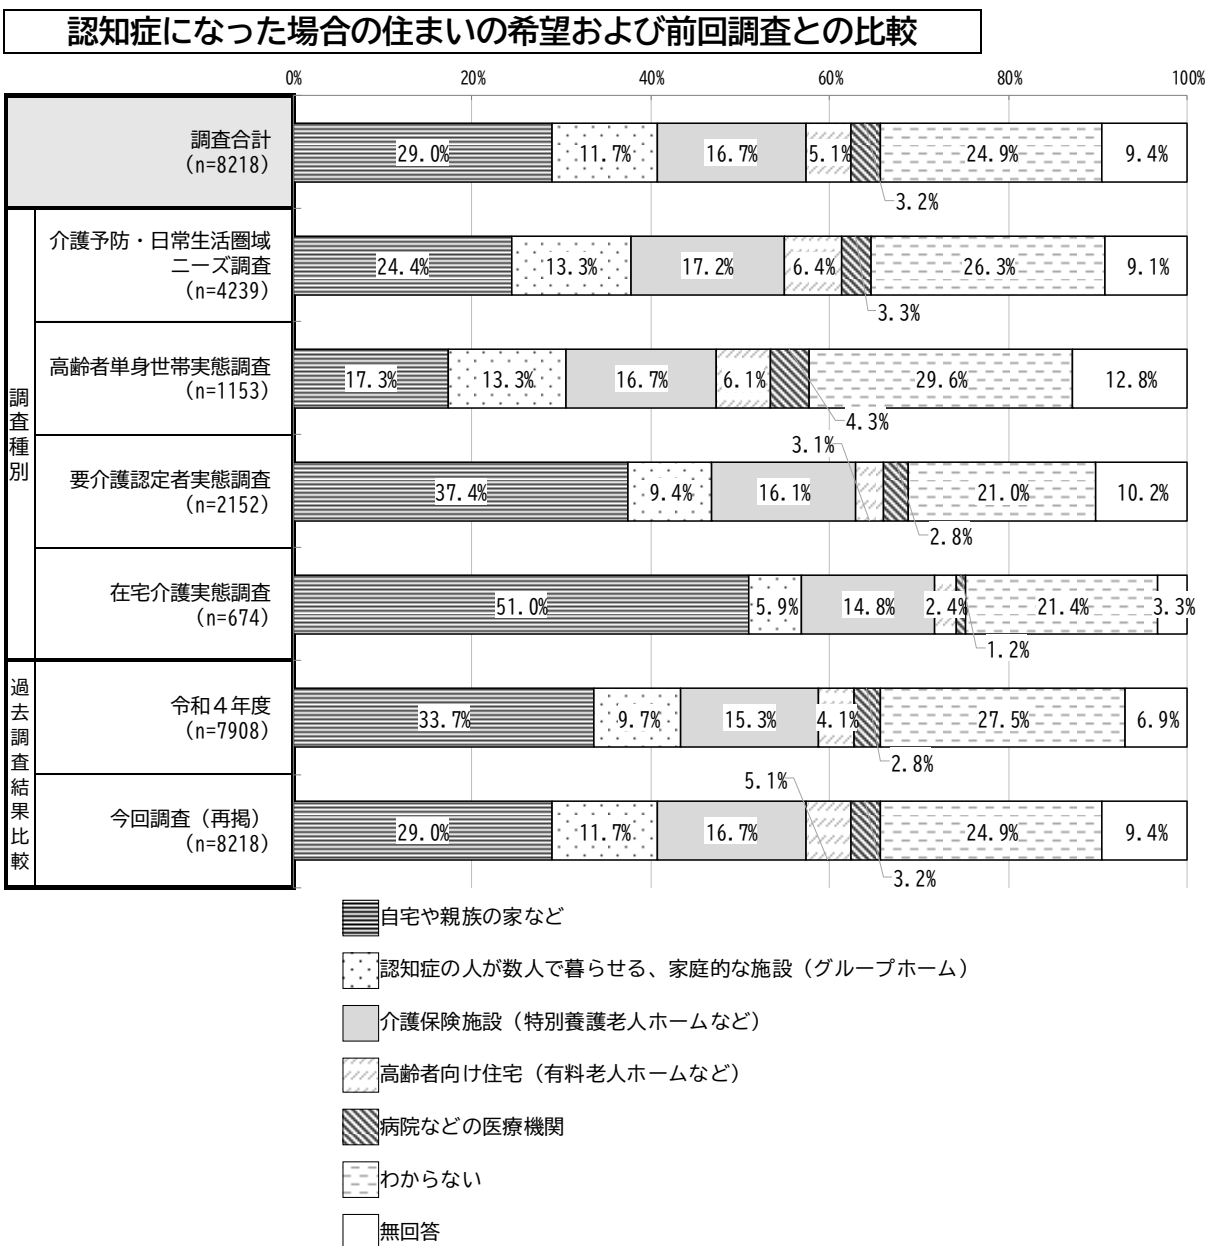 認知症になった場合の住まいの希望および前回調査との比較
0% 20% 40% 60% 80% 100%
調査合計
(n=8218)
29.0% 11.7% 16.7% 5.1% 24.9% 9.4%
3.2%
調査種別
介護予防・日常生活圏域
ニーズ調査
(n=4239)
24.4% 13.3% 17.2% 6.4% 26.3% 9.1%
3.3%
高齢者単身世帯実態調査
(n=1153)
17.3% 13.3% 16.7% 6.1% 29.6% 12.8%
4.3%
3.1%
要介護認定者実態調査
(n=2152)
37.4% 9.4% 16.1% 21.0% 10.2%
2.8%
在宅介護実態調査
(n=674)
51.0% 5.9% 14.8% 2.4% 21.4% 3.3%
1.2%
過去調査結果比較
令和４年度
(n=7908)
33.7% 9.7% 15.3% 4.1% 27.5% 6.9%
2.8%
5.1%
今回調査（再掲）
(n=8218)
29.0% 11.7% 16.7% 24.9% 9.4%
3.2%
自宅や親族の家など
認知症の人が数人で暮らせる、家庭的な施設（グループホーム）
介護保険施設（特別養護老人ホームなど）
高齢者向け住宅（有料老人ホームなど）
病院などの医療機関
わからない
無回答